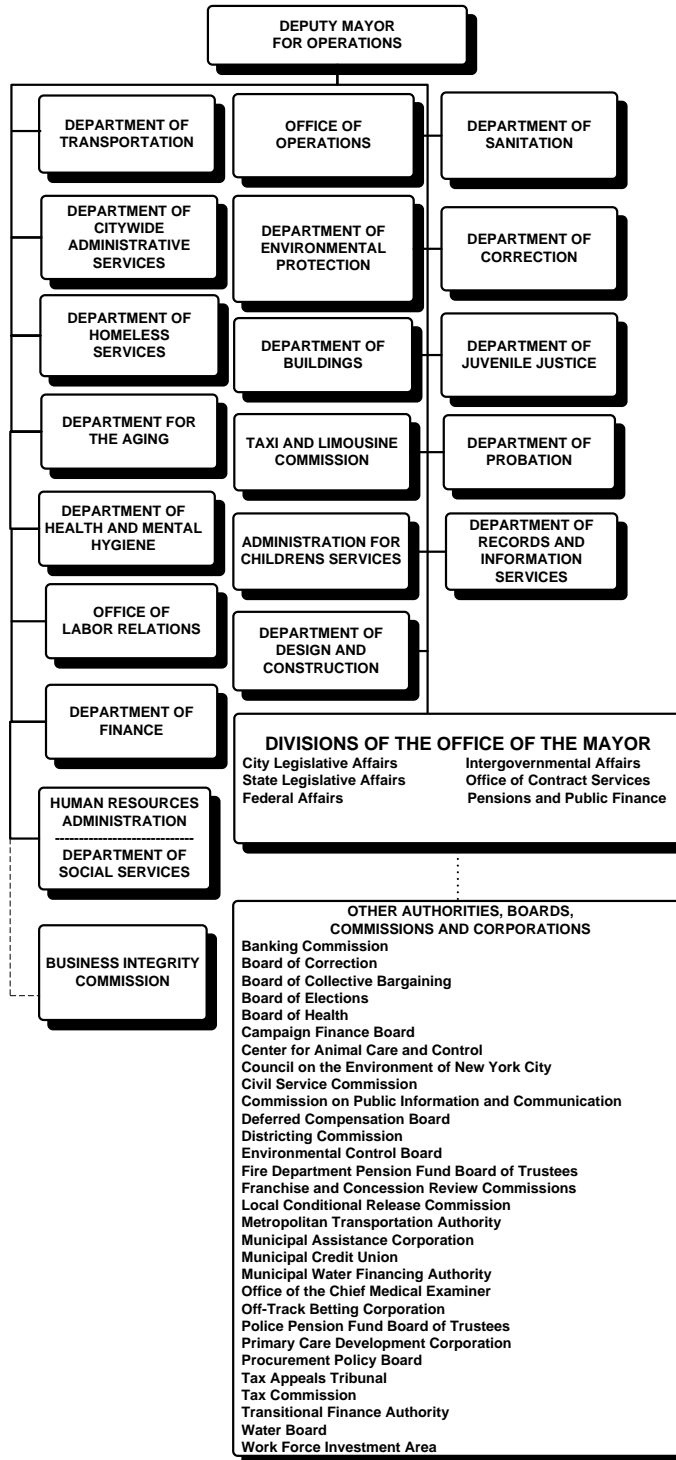 DEPUTY MAYOR
FOR OPERATIONS
DEPARTMENT OF
TRANSPORTATION
OFFICE OF
OPERATIONS
DEPARTMENT OF
SANITATION
DEPARTMENT OF
CITYWIDE
ADMINISTRATIVE
SERVICES
DEPARTMENT OF
ENVIRONMENTAL
PROTECTION
DEPARTMENT OF
CORRECTION
DEPARTMENT OF
HOMELESS
SERVICES
DEPARTMENT OF
BUILDINGS
DEPARTMENT OF
JUVENILE JUSTICE
DEPARTMENT FOR
THE AGING
TAXI AND LIMOUSINE
COMMISSION
DEPARTMENT OF
PROBATION
DEPARTMENT OF
HEALTH AND MENTAL
HYGIENE
ADMINISTRATION FOR
CHILDRENS SERVICES
DEPARTMENT OF
RECORDS AND
INFORMATION
SERVICES
OFFICE OF
LABOR RELATIONS
DEPARTMENT OF
DESIGN AND
CONSTRUCTION
DEPARTMENT OF
FINANCE
DIVISIONS OF THE OFFICE OF THE MAYOR
City Legislative Affairs
State Legislative Affairs
Federal Affairs
Intergovernmental Affairs
Office of Contract Services
Pensions and Public Finance
HUMAN RESOURCES
ADMINISTRATION
------------------------------
DEPARTMENT OF
SOCIAL SERVICES
BUSINESS INTEGRITY
COMMISSION
OTHER AUTHORITIES, BOARDS,
COMMISSIONS AND CORPORATIONS
Banking Commission
Board of Correction
Board of Collective Bargaining
Board of Elections
Board of Health
Campaign Finance Board
Center for Animal Care and Control
Council on the Environment of New York City
Civil Service Commission
Commission on Public Information and Communication
Deferred Compensation Board
Districting Commission
Environmental Control Board
Fire Department Pension Fund Board of Trustees
Franchise and Concession Review Commissions
Local Conditional Release Commission
Metropolitan Transportation Authority
Municipal Assistance Corporation
Municipal Credit Union
Municipal Water Financing Authority
Office of the Chief Medical Examiner
Off-Track Betting Corporation
Police Pension Fund Board of Trustees
Primary Care Development Corporation
Procurement Policy Board
Tax Appeals Tribunal
Tax Commission
Transitional Finance Authority
Water Board
Work Force Investment Area